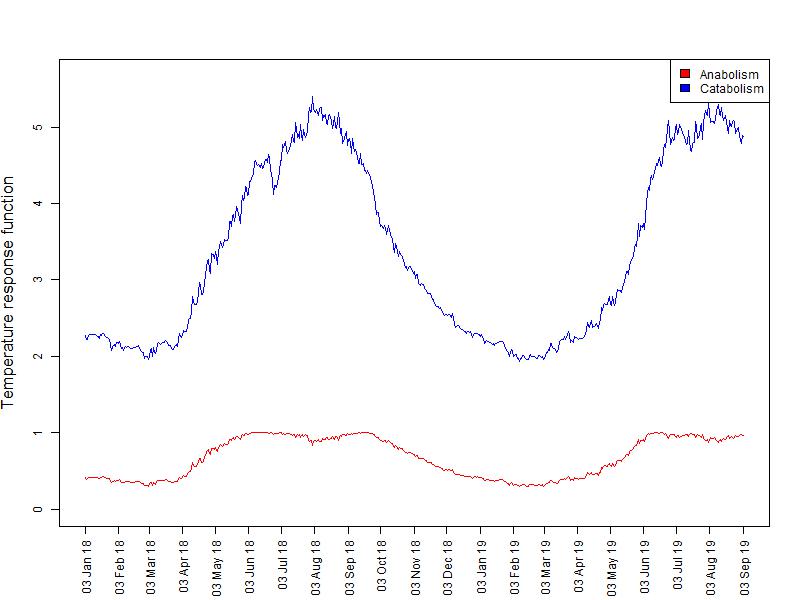 Anabolism
Catabolism
Temperature response function
5
4
3
2
1
0
03 Jan 18
03 Feb 18
03 Mar 18
03 Apr 18
03 May 18
03 Jun 18
03 Jul 18
03 Aug 18
03 Sep 18
03 Oct 18
03 Nov 18
03 Dec 18
03 Jan 19
03 Feb 19
03 Mar 19
03 Apr 19
03 May 19
03 Jun 19
03 Jul 19
03 Aug 19
03 Sep 19